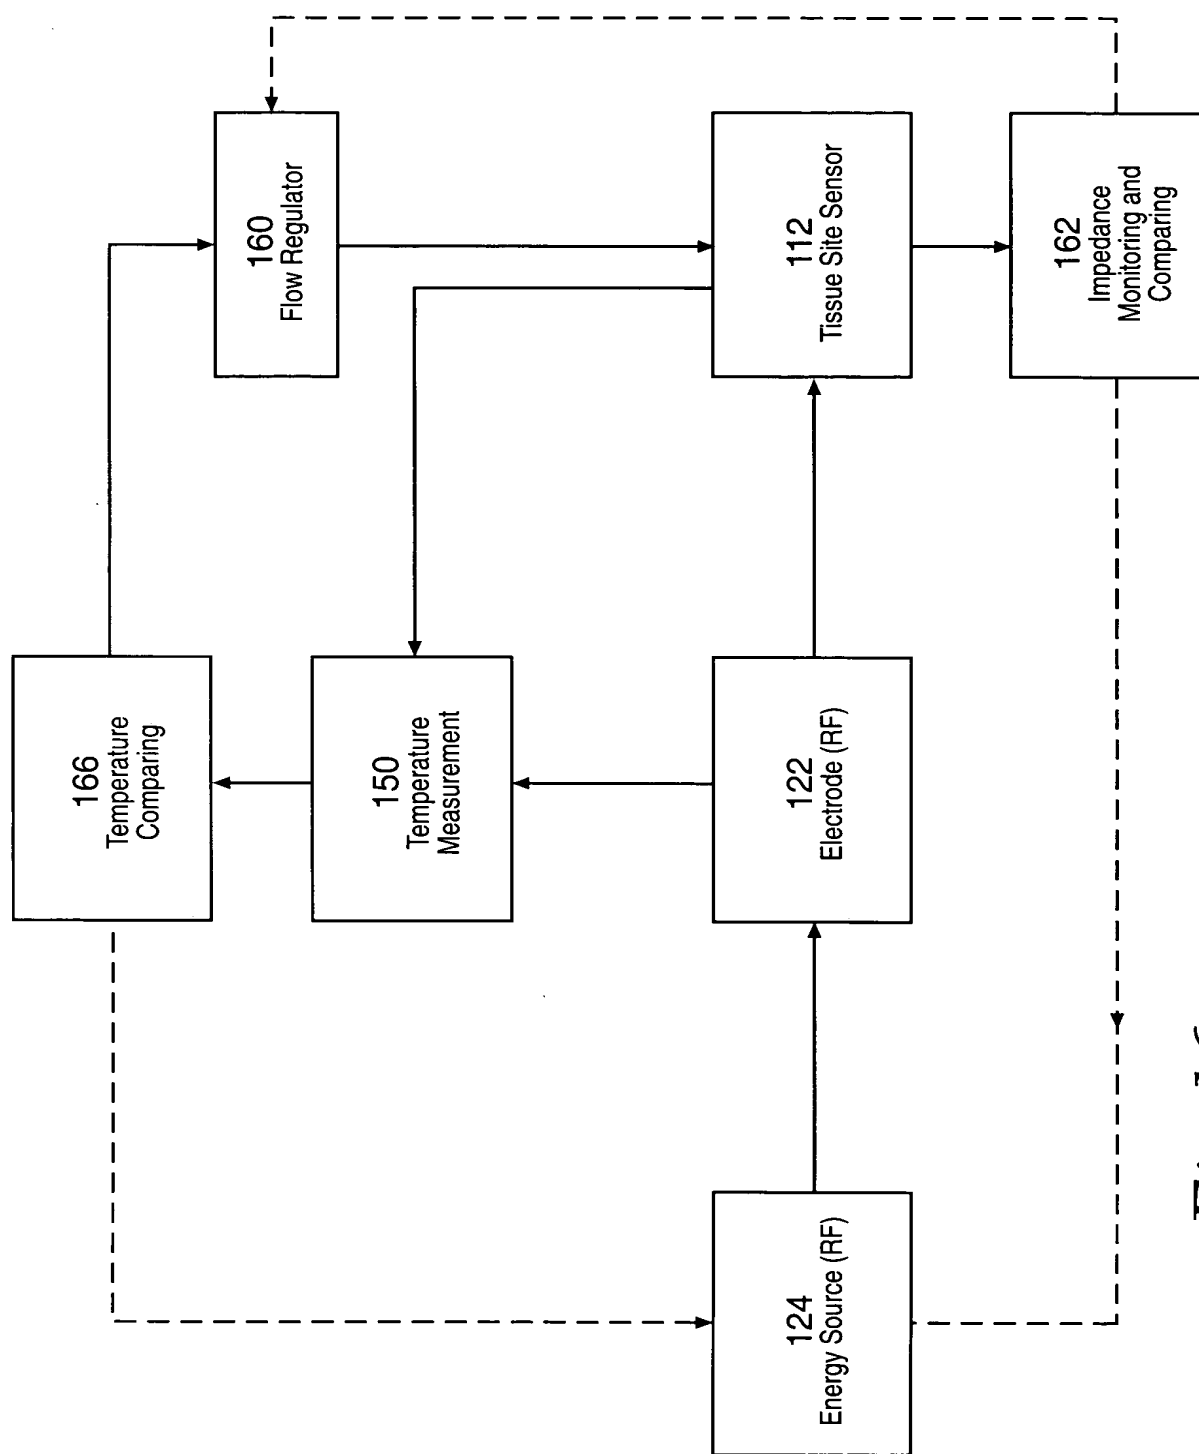 166
Temperature
Comparing
160
Flow Regulator
150
Temperature
Measurement
124
Energy Source (RF)
122
Electrode (RF)
112
Tissue Site Sensor
162
Impedance
Monitoring and
Comparing